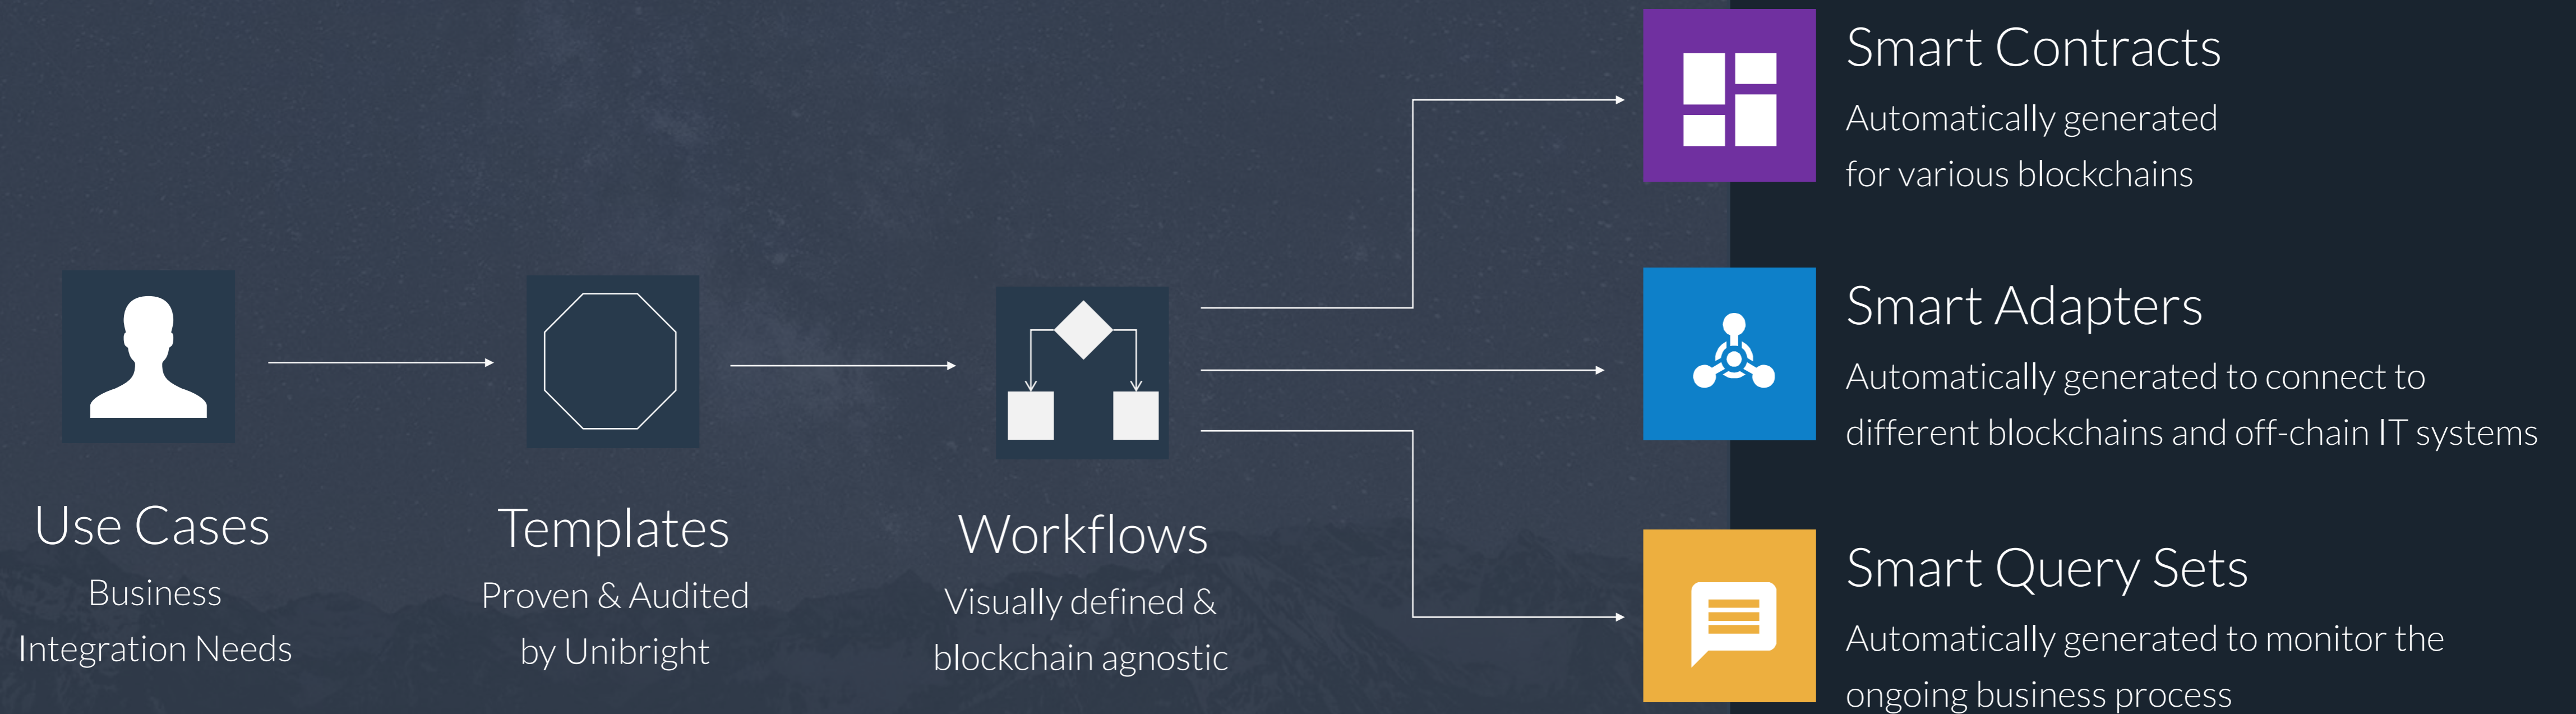 Use Cases
Business
Integration Needs
Templates
Proven & Audited
by Unibright
Workflows
Visually defined &
blockchain agnostic
Smart Contracts
Automatically generated
for various blockchains
Smart Adapters
Automatically generated to connect to
different blockchains and off-chain IT systems
Smart Query Sets
Automatically generated to monitor the
ongoing business process